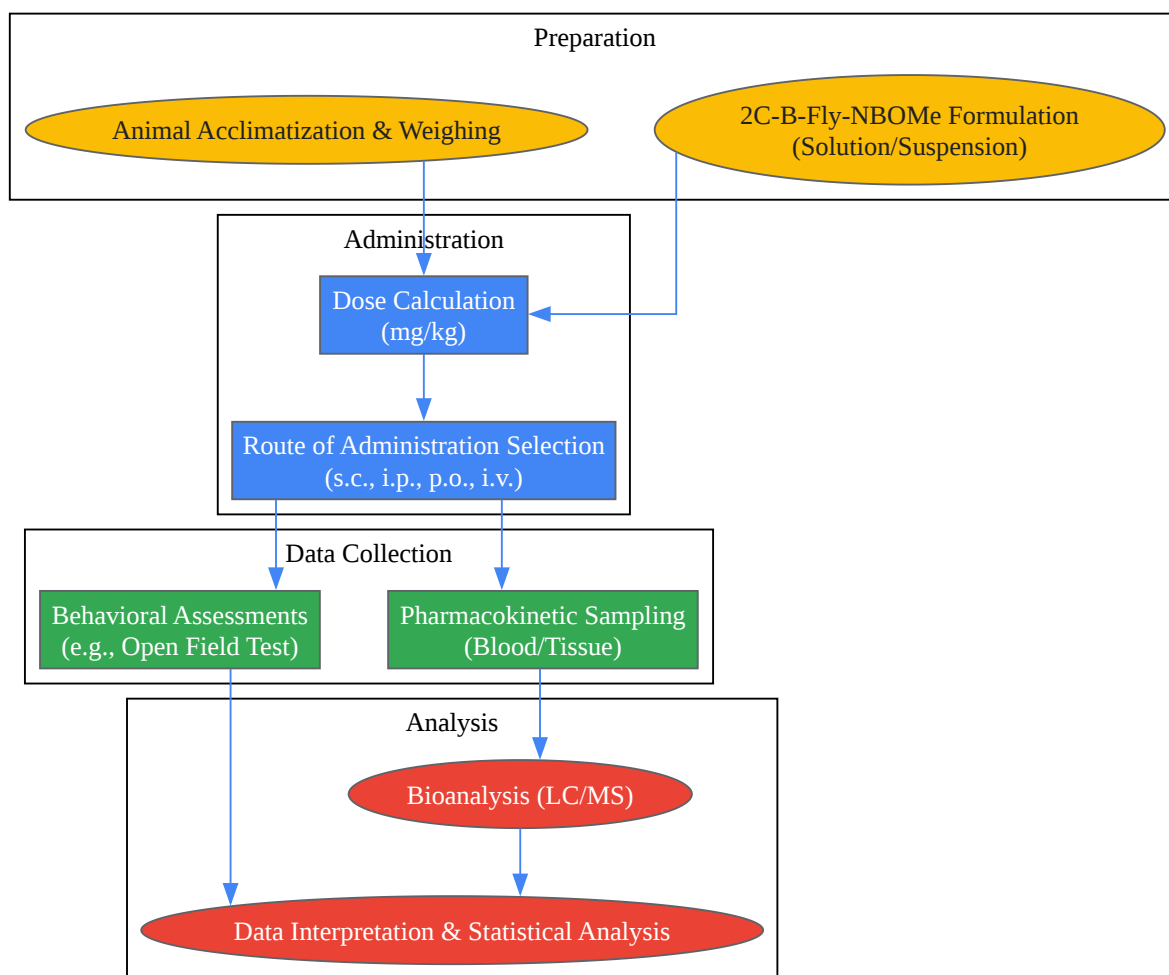 Preparation
Animal Acclimatization & Weighing
2C-B-Fly-NBOMe Formulation
(Solution/Suspension)
Administration
Dose Calculation
(mg/kg)
Route of Administration Selection
(s.c., i.p., p.o., i.v.)
Data Collection
Behavioral Assessments
(e.g., Open Field Test)
Pharmacokinetic Sampling
(Blood/Tissue)
Analysis
Bioanalysis (LC/MS)
Data Interpretation & Statistical Analysis